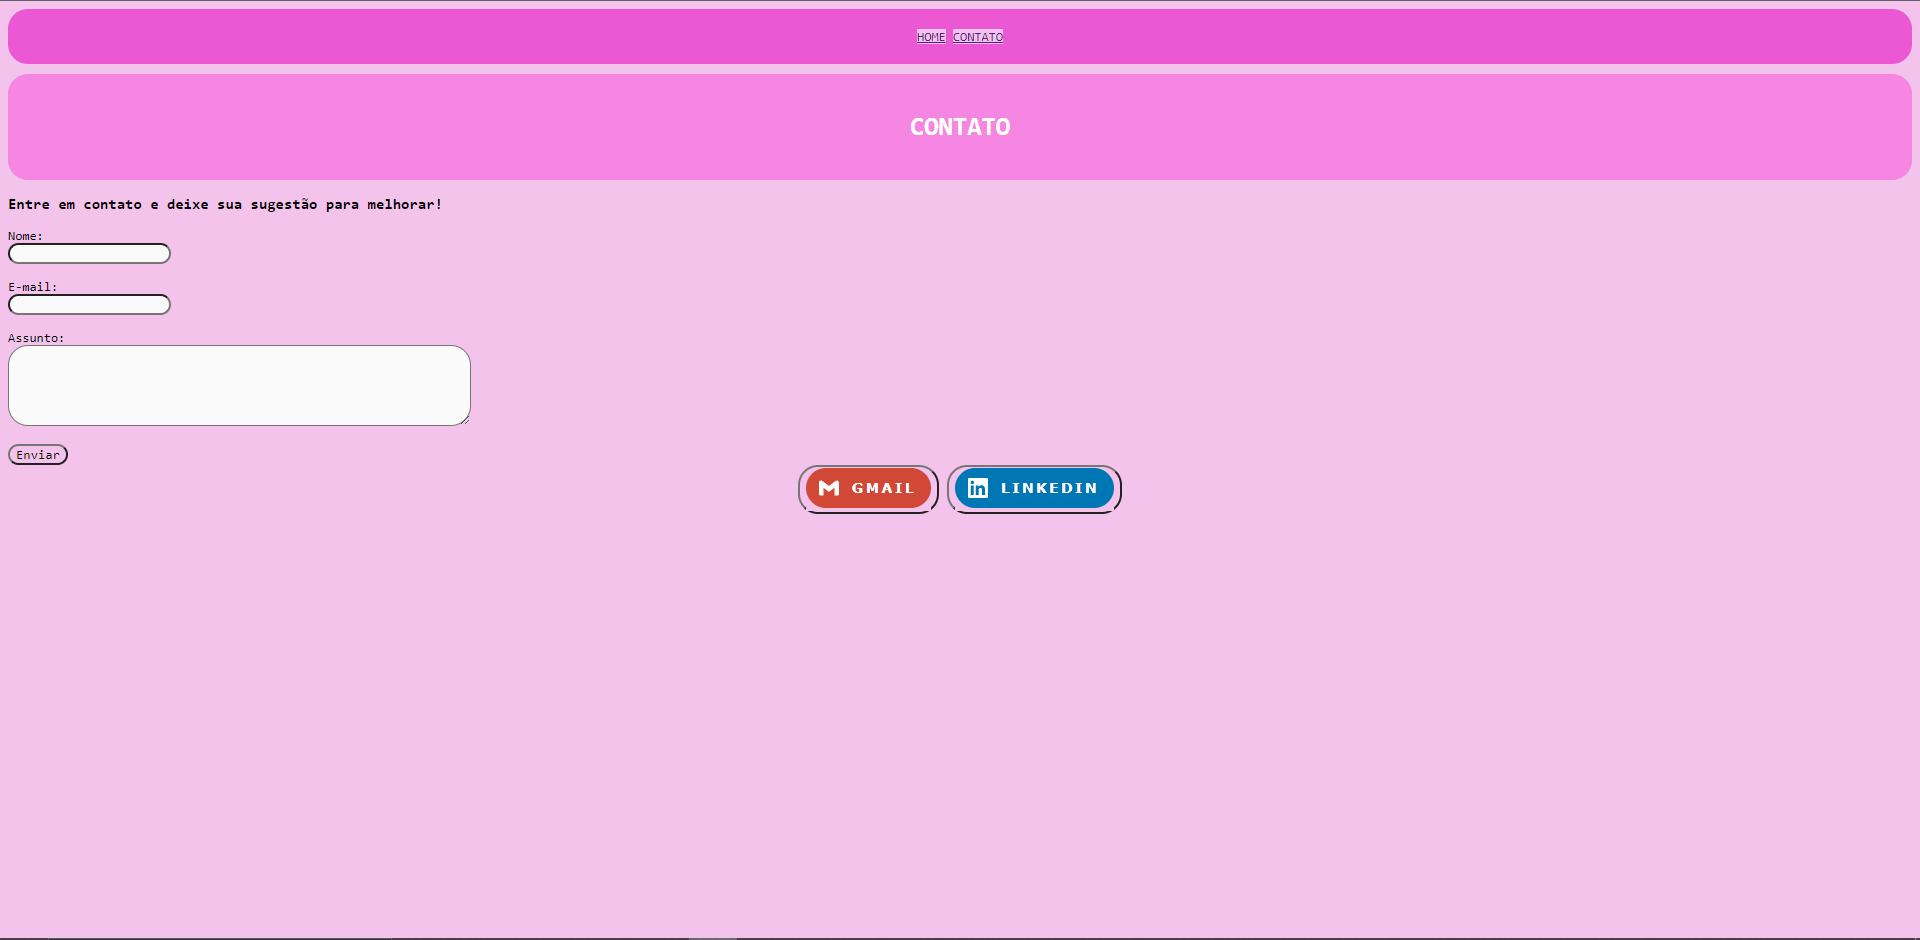 HOME CONTATO
CONTATO
Entre em contato e deixe sua sugestão para melhorar!
Nome:
E-mail:
Assunto:
Enviar
GMAIL LINKEDIN